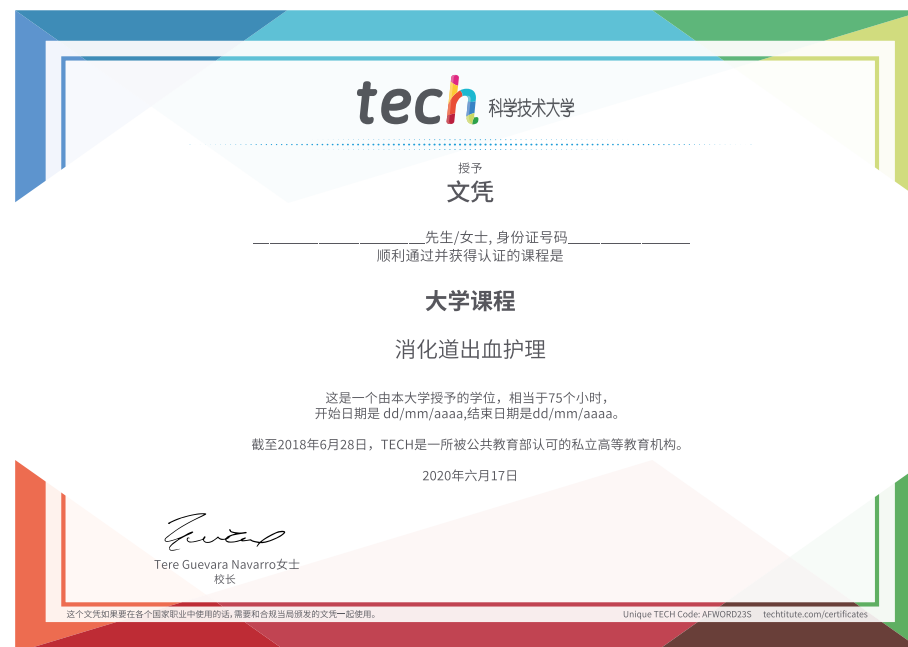 tech 科学技术大学
授予
文凭
先生/女士, 身份证号码
顺利通过并获得认证的课程是
大学课程
消化道出血护理
这是一个由本大学授予的学位，相当于75个小时，
开始日期是 dd/mm/aaaa,结束日期是dd/mm/aaaa。
截至2018年6月28日，TECH是一所被公共教育部认可的私立高等教育机构。
2020年六月17日
Tere Guevara Navarro女士
校长
这个文凭如果要在各个国家职业中使用的话,需要和合规当局颁发的文凭一起使用。
Unique TECH Code: AFWORD23S techtitute.com/certificates